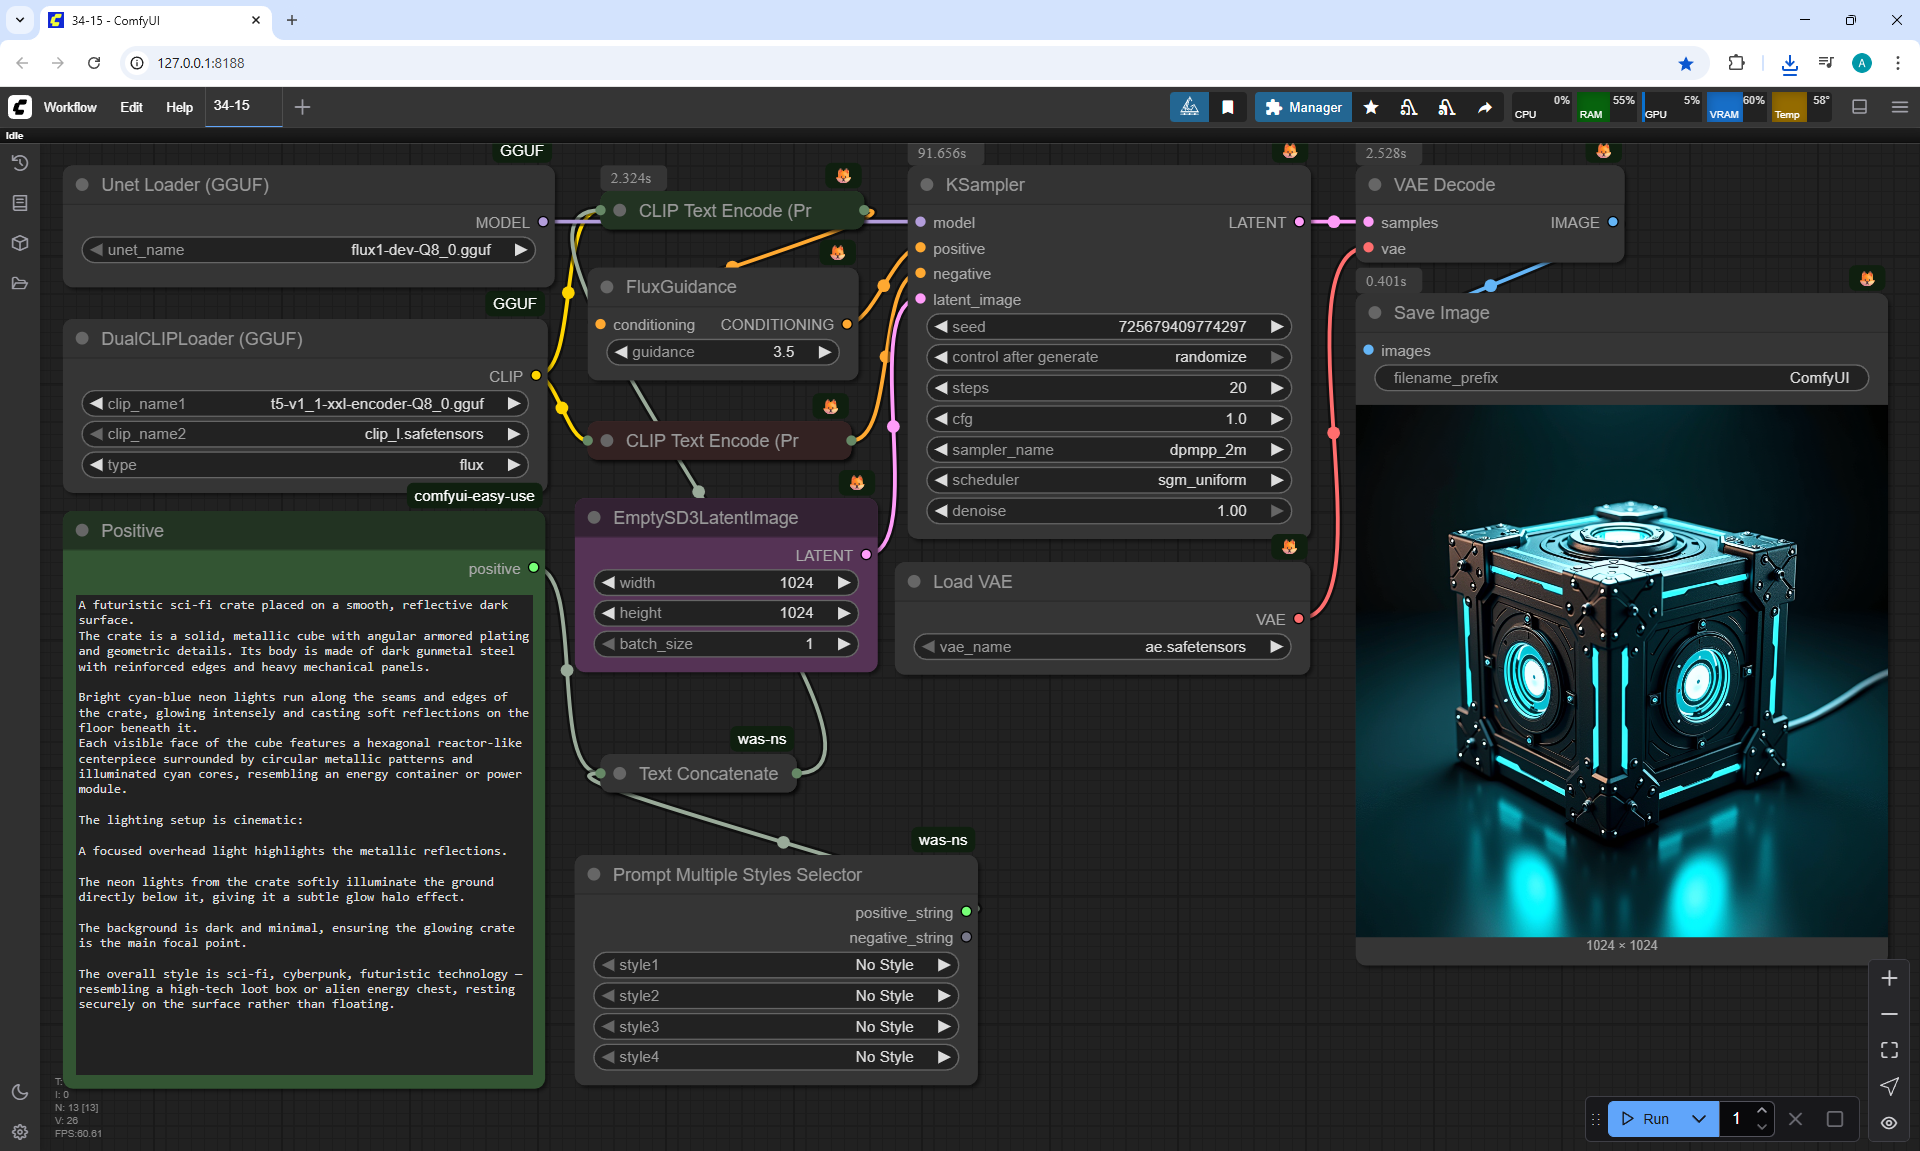 34-15 - ComfyUI
127.0.0.1:8188
A
Workflow Edit Help 34-15
Manager
CPU 0% RAM 55% GPU 5% VRAM 60% Temp 58°
Idle
GGUF
Unet Loader (GGUF)
MODEL
unet_name flux1-dev-Q8_0.gguf
GGUF
DualCLIPLoader (GGUF)
CLIP
clip_name1 t5-v1_1-xxl-encoder-Q8_0.gguf
clip_name2 clip_l.safetensors
type flux
comfyui-easy-use
Positive
positive
A futuristic sci-fi crate placed on a smooth, reflective dark
surface.
The crate is a solid, metallic cube with angular armored plating
and geometric details. Its body is made of dark gunmetal steel
with reinforced edges and heavy mechanical panels.
Bright cyan-blue neon lights run along the seams and edges of
the crate, glowing intensely and casting soft reflections on the
floor beneath it.
Each visible face of the cube features a hexagonal reactor-like
centerpiece surrounded by circular metallic patterns and
illuminated cyan cores, resembling an energy container or power
module.
The lighting setup is cinematic:
A focused overhead light highlights the metallic reflections.
The neon lights from the crate softly illuminate the ground
directly below it, giving it a subtle glow halo effect.
The background is dark and minimal, ensuring the glowing crate
is the main focal point.
The overall style is sci-fi, cyberpunk, futuristic technology —
resembling a high-tech loot box or alien energy chest, resting
securely on the surface rather than floating.
T:
I: 0
N: 13 [13]
V: 26
FPS:60.61
2.324s
CLIP Text Encode (Pr
FluxGuidance
conditioning CONDITIONING
guidance 3.5
CLIP Text Encode (Pr
EmptySD3LatentImage
LATENT
width 1024
height 1024
batch_size 1
was-ns
Text Concatenate
was-ns
Prompt Multiple Styles Selector
positive_string
negative_string
style1 No Style
style2 No Style
style3 No Style
style4 No Style
91.656s
KSampler
model LATENT
positive
negative
latent_image
seed 725679409774297
control after generate randomize
steps 20
cfg 1.0
sampler_name dpmpp_2m
scheduler sgm_uniform
denoise 1.00
Load VAE
VAE
vae_name ae.safetensors
2.528s
VAE Decode
samples IMAGE
vae
0.401s
Save Image
images
filename_prefix ComfyUI
1024 × 1024
Run 1